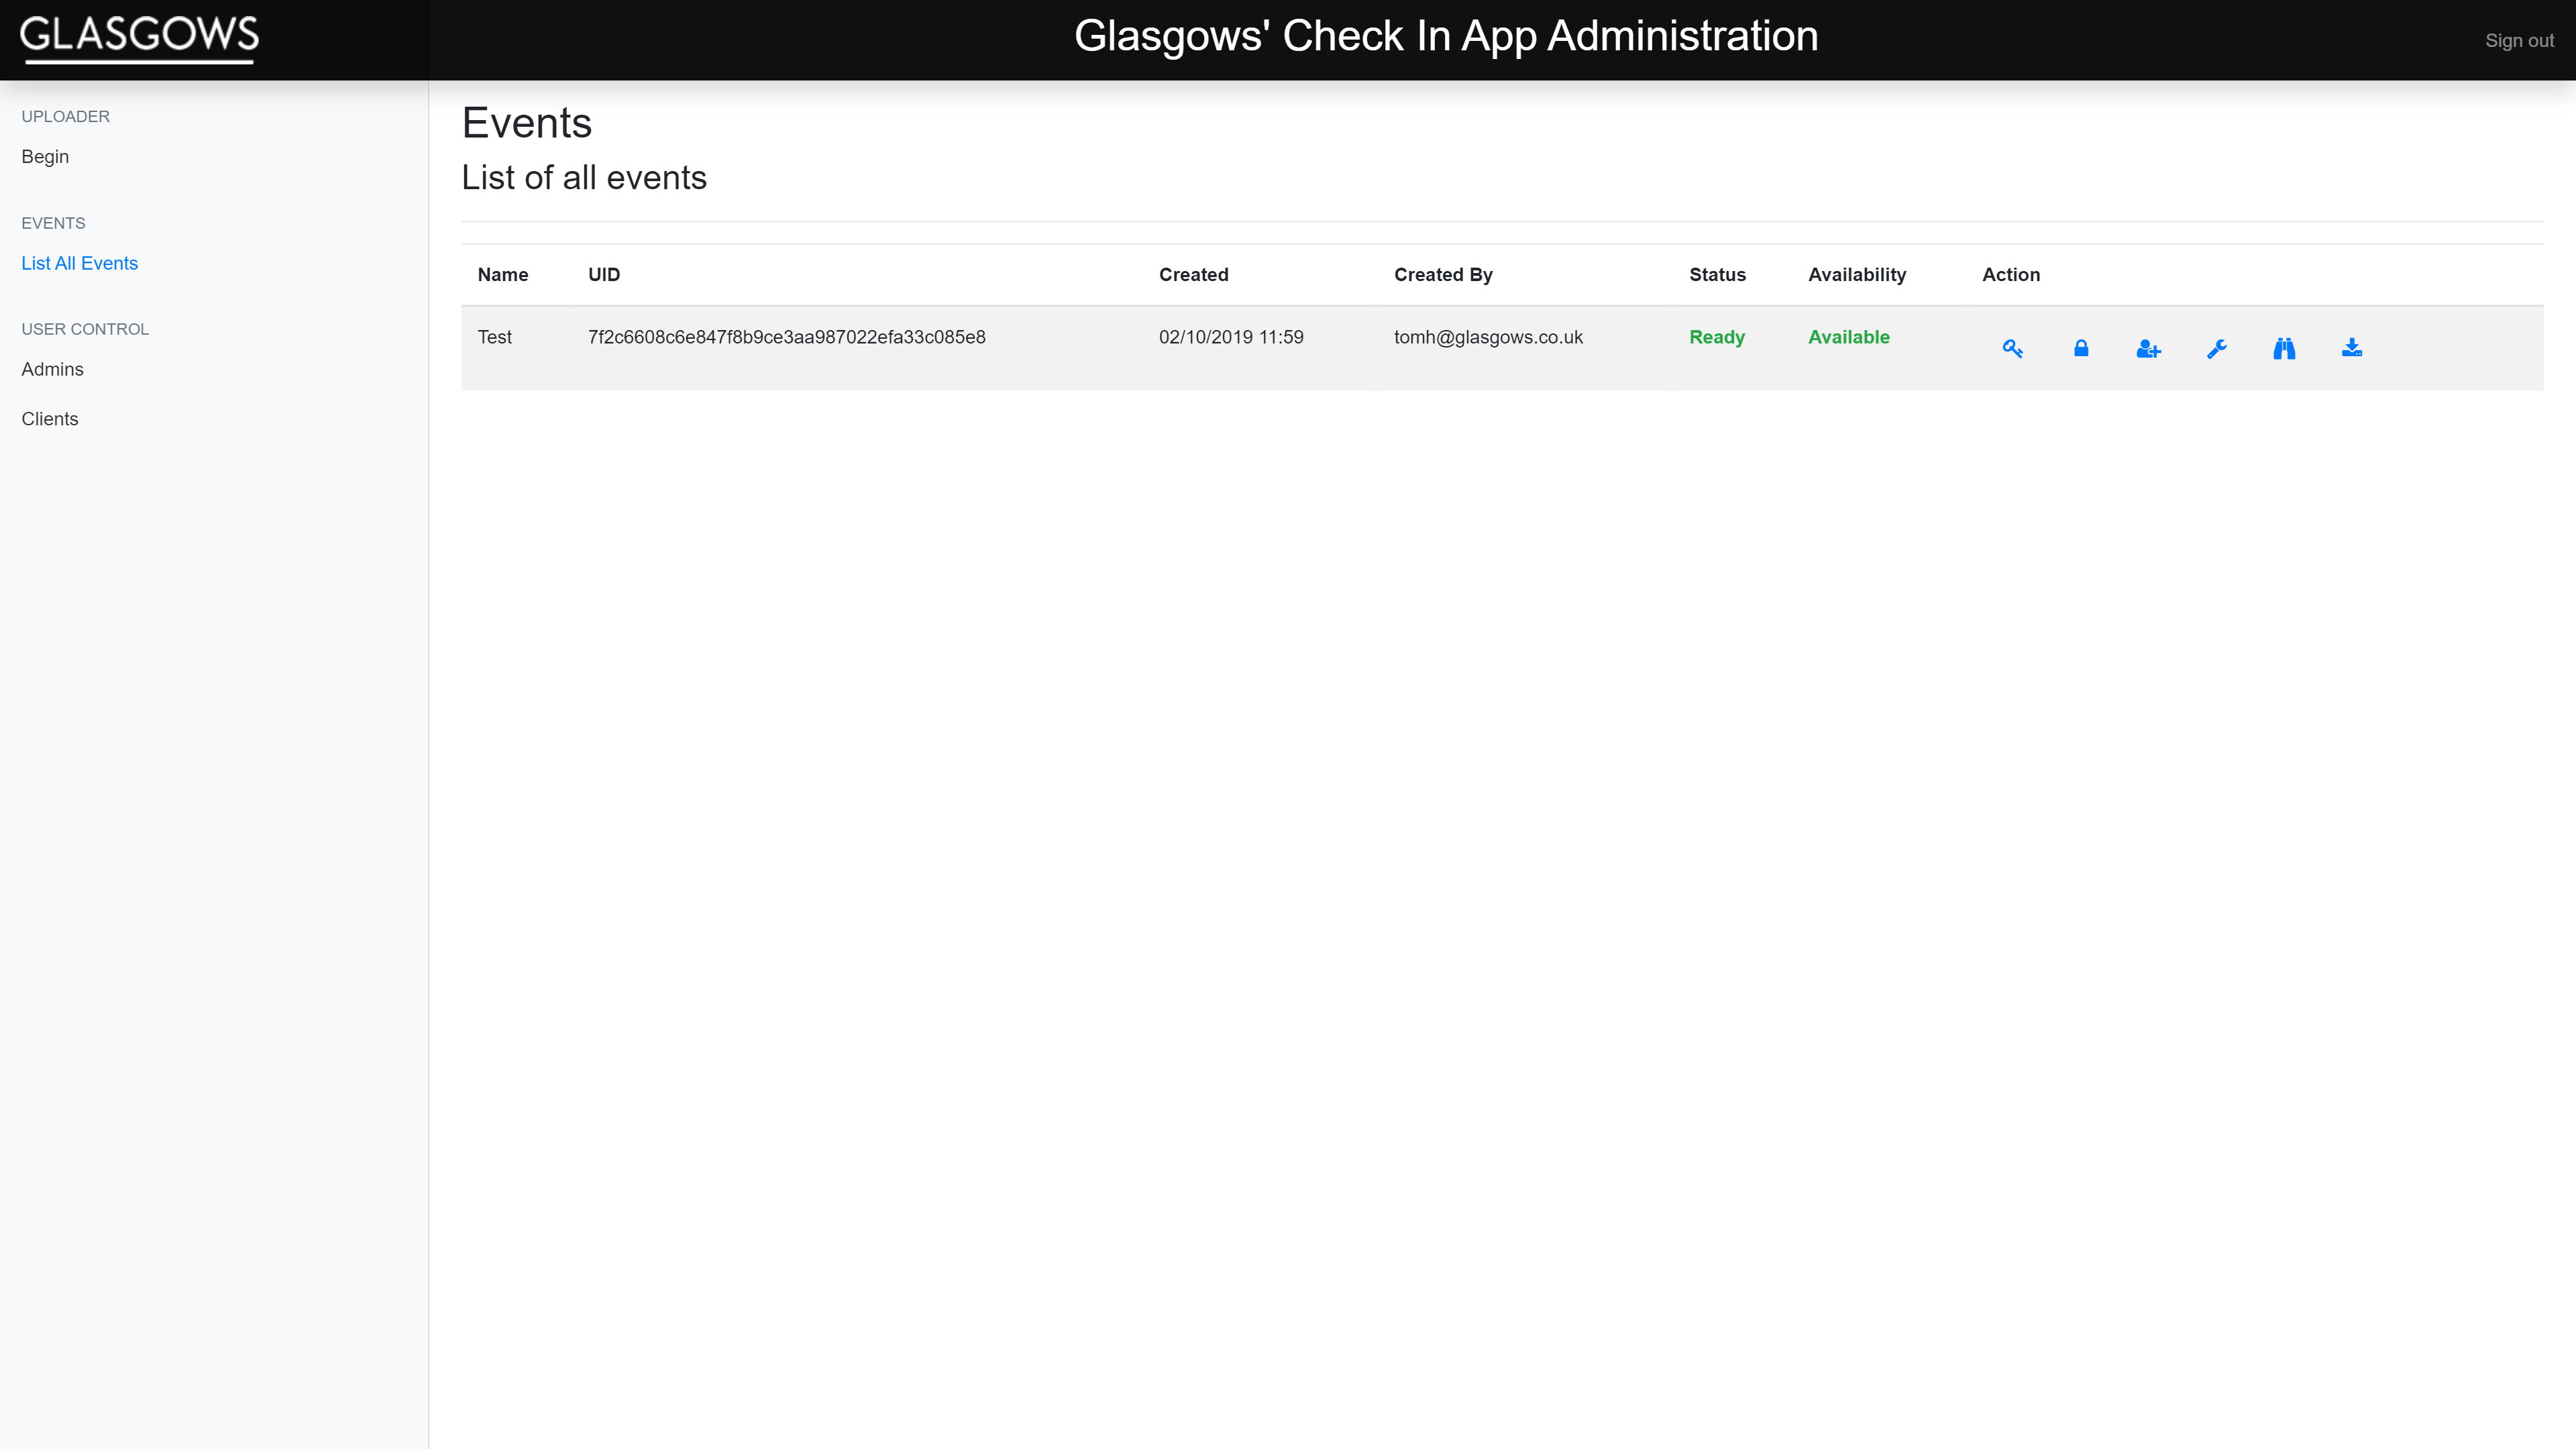 GLASGOWS
Glasgows' Check In App Administration
Sign out
UPLOADER
Begin
EVENTS
List All Events
USER CONTROL
Admins
Clients
Events
List of all events
Name UID Created Created By Status Availability Action
Test 7f2c6608c6e847f8b9ce3aa987022efa33c085e8 02/10/2019 11:59 tomh@glasgows.co.uk Ready Available